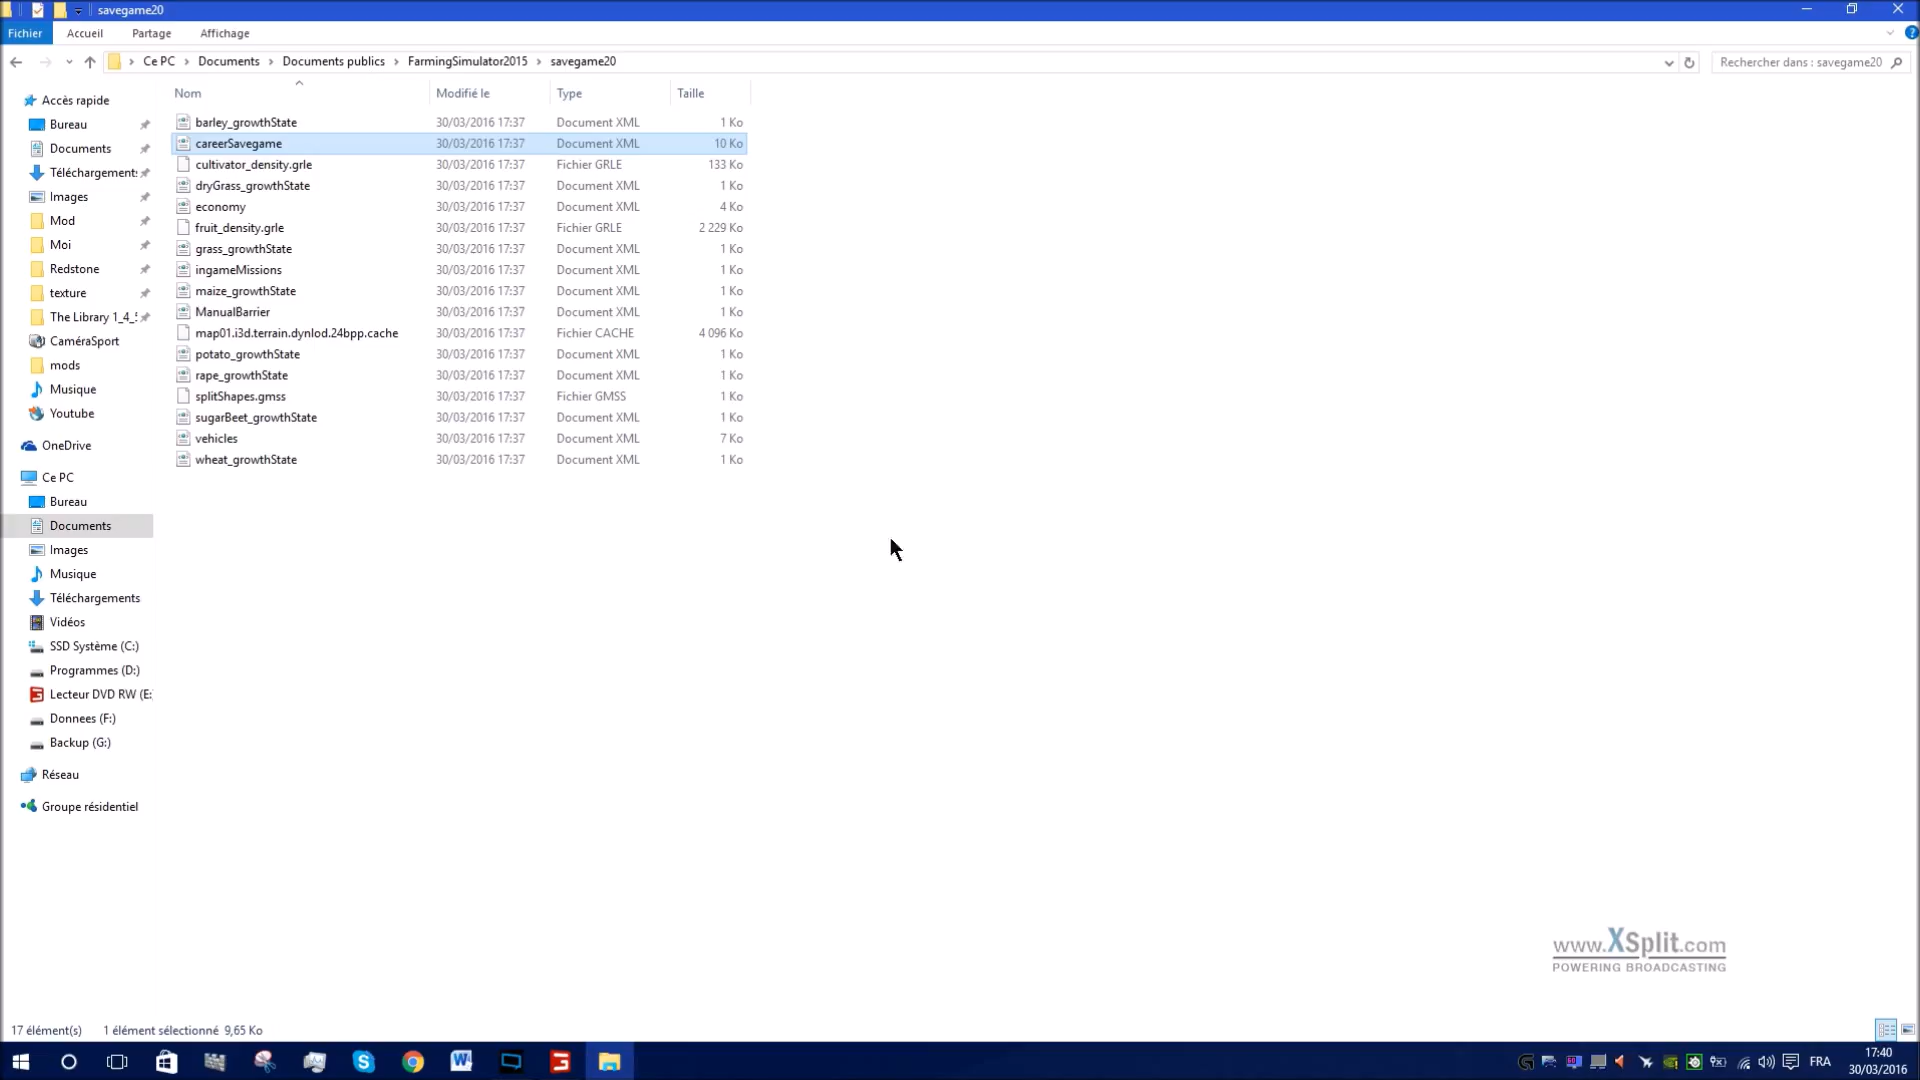 savegame20
Fichier Accueil Partage Affichage
Ce PC Documents Documents publics FarmingSimulator2015 savegame20
Rechercher dans : savegame20
Nom Modifié le Type Taille
barley_growthState 30/03/2016 17:37 Document XML 1 Ko
careerSavegame 30/03/2016 17:37 Document XML 10 Ko
cultivator_density.grle 30/03/2016 17:37 Fichier GRLE 133 Ko
dryGrass_growthState 30/03/2016 17:37 Document XML 1 Ko
economy 30/03/2016 17:37 Document XML 4 Ko
fruit_density.grle 30/03/2016 17:37 Fichier GRLE 2 229 Ko
grass_growthState 30/03/2016 17:37 Document XML 1 Ko
ingameMissions 30/03/2016 17:37 Document XML 1 Ko
maize_growthState 30/03/2016 17:37 Document XML 1 Ko
ManualBarrier 30/03/2016 17:37 Document XML 1 Ko
map01.i3d.terrain.dynlod.24bpp.cache 30/03/2016 17:37 Fichier CACHE 4 096 Ko
potato_growthState 30/03/2016 17:37 Document XML 1 Ko
rape_growthState 30/03/2016 17:37 Document XML 1 Ko
splitShapes.gmss 30/03/2016 17:37 Fichier GMSS 1 Ko
sugarBeet_growthState 30/03/2016 17:37 Document XML 1 Ko
vehicles 30/03/2016 17:37 Document XML 7 Ko
wheat_growthState 30/03/2016 17:37 Document XML 1 Ko
Accès rapide
Bureau
Documents
Téléchargements
Images
Mod
Moi
Redstone
texture
The Library 1_4_5
CaméraSport
mods
Musique
Youtube
OneDrive
Ce PC
Bureau
Documents
Images
Musique
Téléchargements
Vidéos
SSD Système (C:)
Programmes (D:)
Lecteur DVD RW (E:
Donnees (F:)
Backup (G:)
Réseau
Groupe résidentiel
www.XSplit.com
POWERING BROADCASTING
17 élément(s) 1 élément sélectionné 9,65 Ko
FRA
17:40
30/03/2016